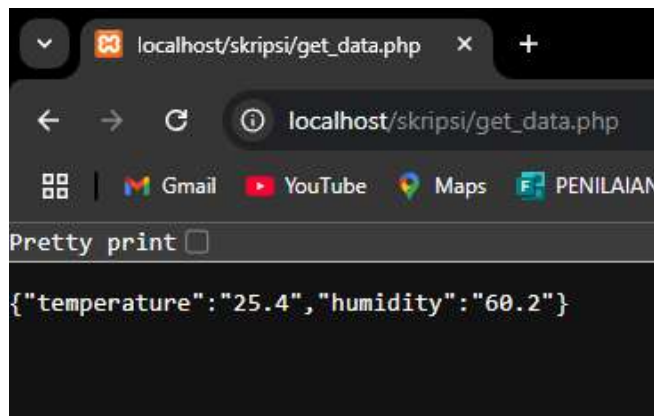 localhost/skripsi/get_data.php
localhost/skripsi/get_data.php
Gmail YouTube Maps PENILAIAN
Pretty print
{"temperature":"25.4","humidity":"60.2"}